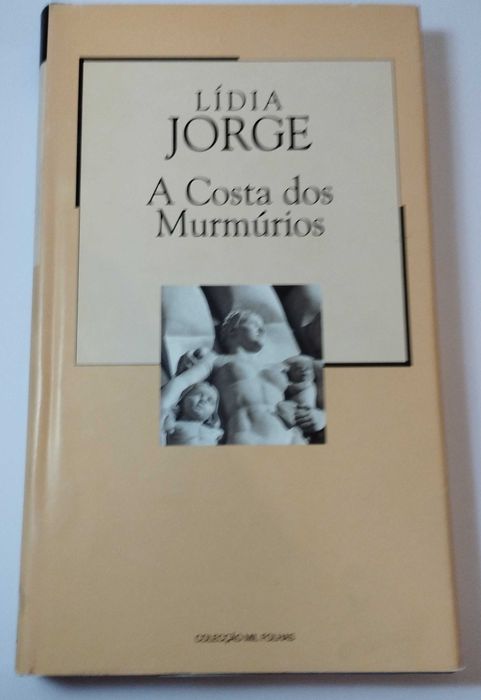 LÍDIA
JORGE
A Costa dos
Murmúrios
COLECÇÃO MIL FOLHAS